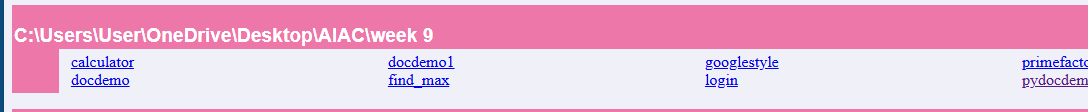 C:\Users\User\OneDrive\Desktop\AIAC\week 9
calculator docdemo1 googlestyle primefacto
docdemo find_max login pydocdem